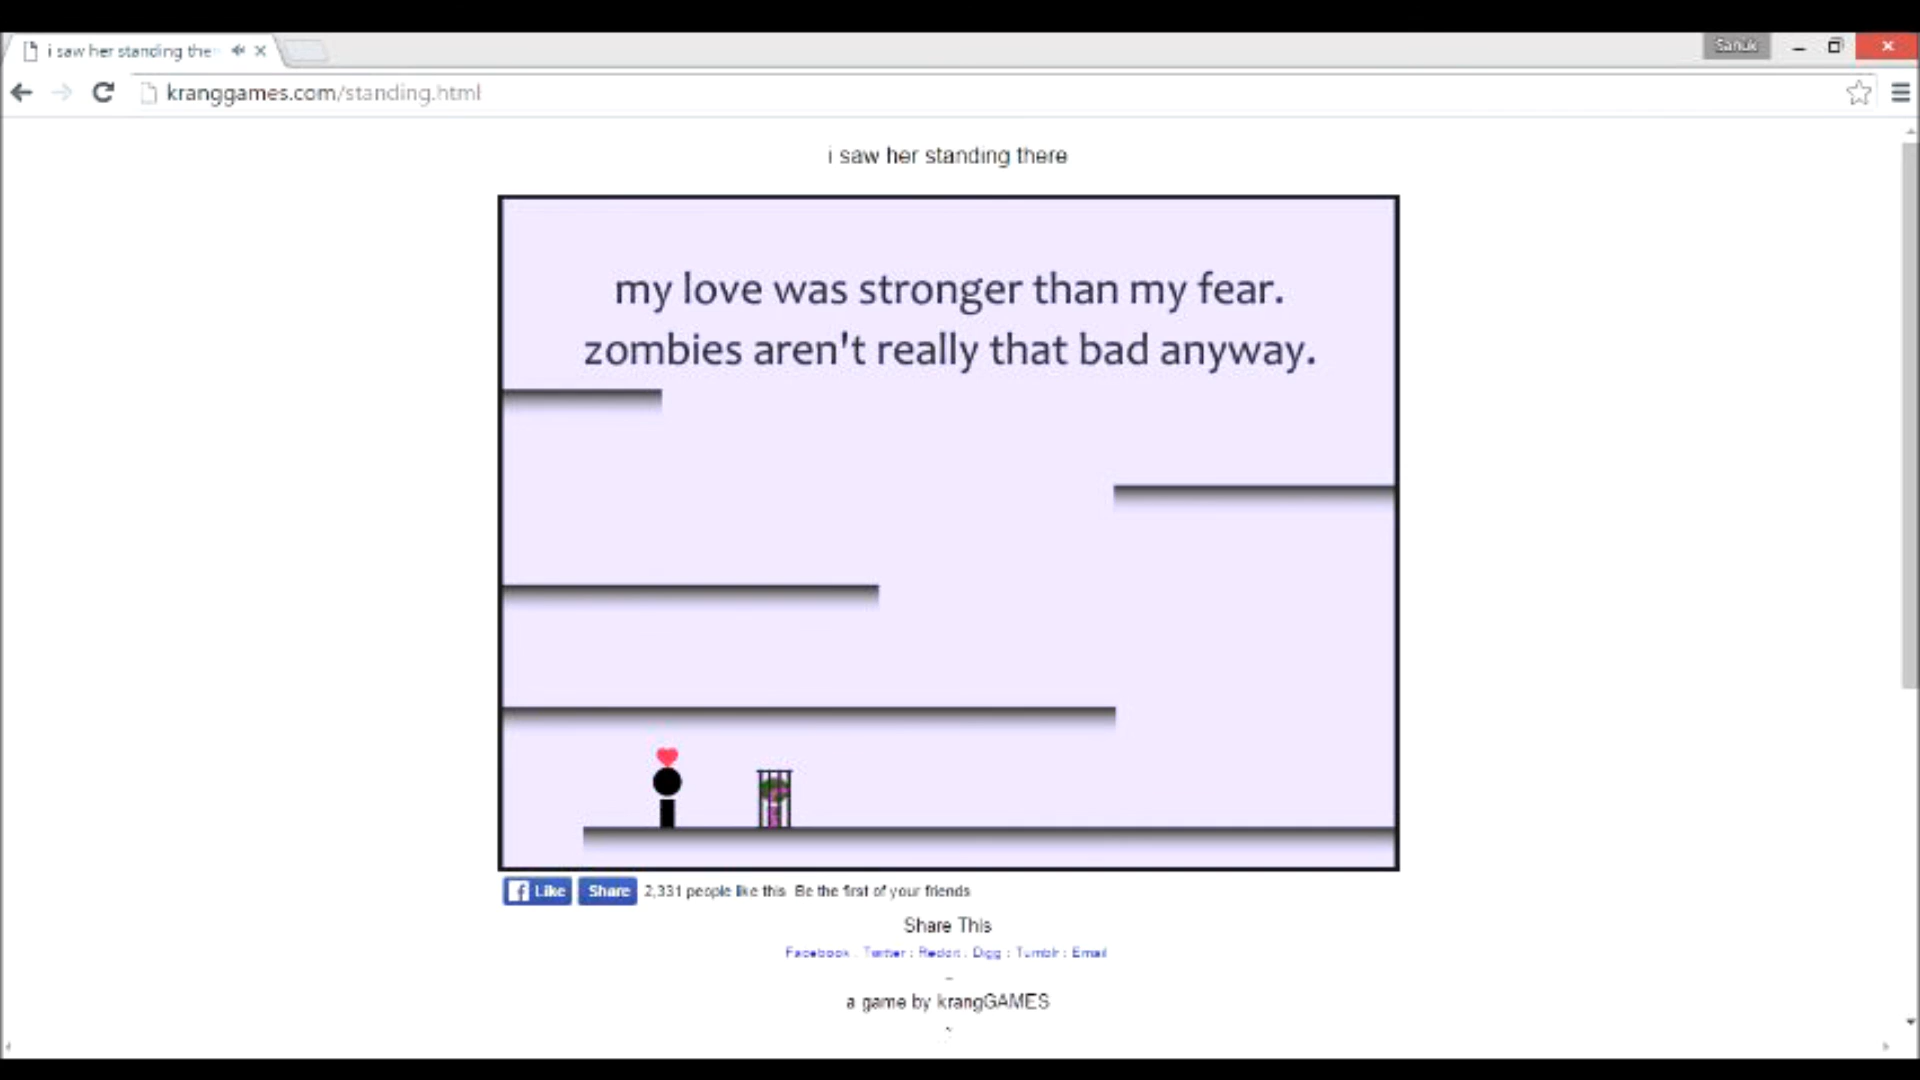 i saw her standing the
Sanuk
kranggames.com/standing.html
i saw her standing there
my love was stronger than my fear.
zombies aren't really that bad anyway.
Like Share 2,331 people like this. Be the first of your friends
Share This
Facebook : Twitter : Reddit : Digg : Tumblr : Email
a game by krangGAMES